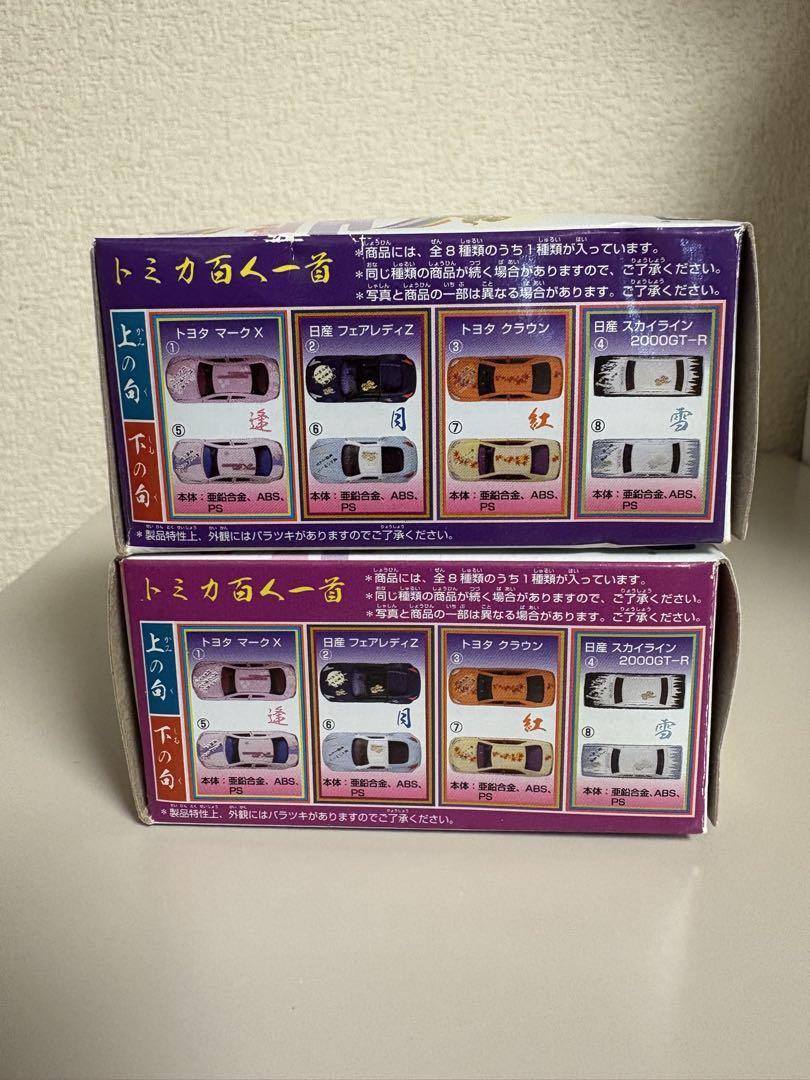 トミカ百人一首
*商品には、全8種類のうち1種類が入っています。
*同じ種類の商品が続く場合がありますので、ご了承ください。
*写真と商品の一部は異なる場合があります。ご了承ください。
上の句
下の句
トヨタ マークX
①
⑤
逢
本体：亜鉛合金、ABS、
PS
日産 フェアレディZ
②
⑥
月
本体：亜鉛合金、ABS、
PS
トヨタ クラウン
③
⑦
紅
本体：亜鉛合金、ABS、
PS
日産 スカイライン
2000GT-R
④
⑧
雪
本体：亜鉛合金、ABS、
PS
*製品特性上、外観にはバラツキがありますのでご了承ください。
トミカ百人一首
*商品には、全8種類のうち1種類が入っています。
*同じ種類の商品が続く場合がありますので、ご了承ください。
*写真と商品の一部は異なる場合があります。ご了承ください。
上の句
下の句
トヨタ マークX
①
⑤
逢
本体：亜鉛合金、ABS、
PS
日産 フェアレディZ
②
⑥
月
本体：亜鉛合金、ABS、
PS
トヨタ クラウン
③
⑦
紅
本体：亜鉛合金、ABS、
PS
日産 スカイライン
2000GT-R
④
⑧
雪
本体：亜鉛合金、ABS、
PS
*製品特性上、外観にはバラツキがありますのでご了承ください。